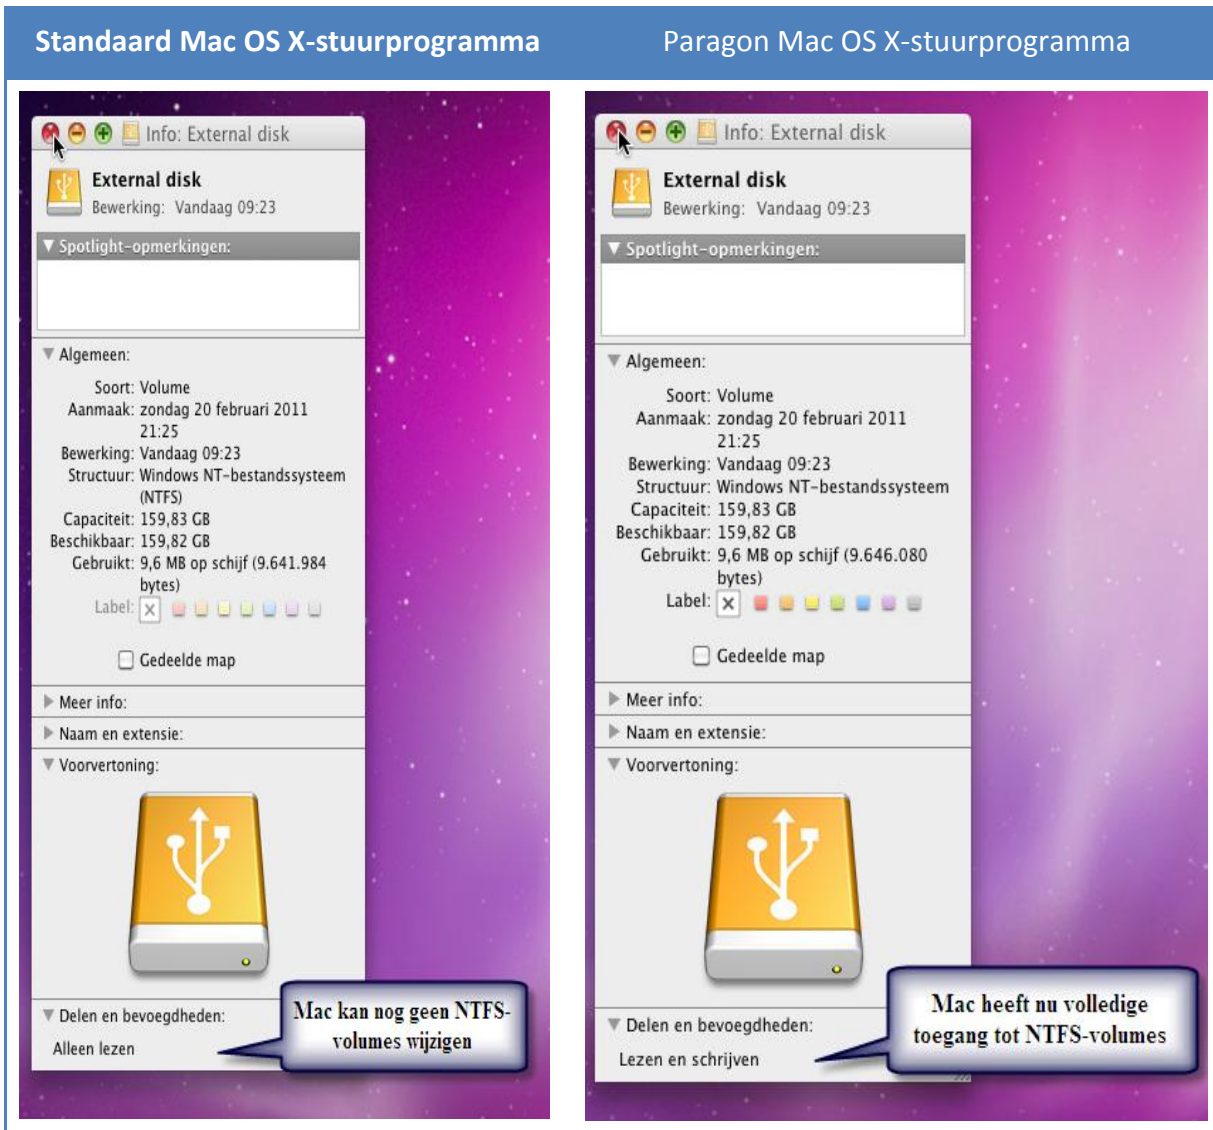 Standaard Mac OS X-stuurprogramma
Paragon Mac OS X-stuurprogramma
Info: External disk
External disk
Bewerking: Vandaag 09:23
Spotlight-opmerkingen:
Algemeen:
Soort: Volume
Aanmaak: zondag 20 februari 2011
21:25
Bewerking: Vandaag 09:23
Structuur: Windows NT-bestandssysteem
(NTFS)
Capaciteit: 159,83 GB
Beschikbaar: 159,82 GB
Gebruikt: 9,6 MB op schijf (9.641.984
bytes)
Label:
Gedeelde map
Meer info:
Naam en extensie:
Voorvertoning:
Delen en bevoegdheden:
Alleen lezen
Mac kan nog geen NTFS-
volumes wijzigen
Info: External disk
External disk
Bewerking: Vandaag 09:23
Spotlight-opmerkingen:
Algemeen:
Soort: Volume
Aanmaak: zondag 20 februari 2011
21:25
Bewerking: Vandaag 09:23
Structuur: Windows NT-bestandssysteem
Capaciteit: 159,83 GB
Beschikbaar: 159,82 GB
Gebruikt: 9,6 MB op schijf (9.646.080
bytes)
Label:
Gedeelde map
Meer info:
Naam en extensie:
Voorvertoning:
Delen en bevoegdheden:
Lezen en schrijven
Mac heeft nu volledige
toegang tot NTFS-volumes